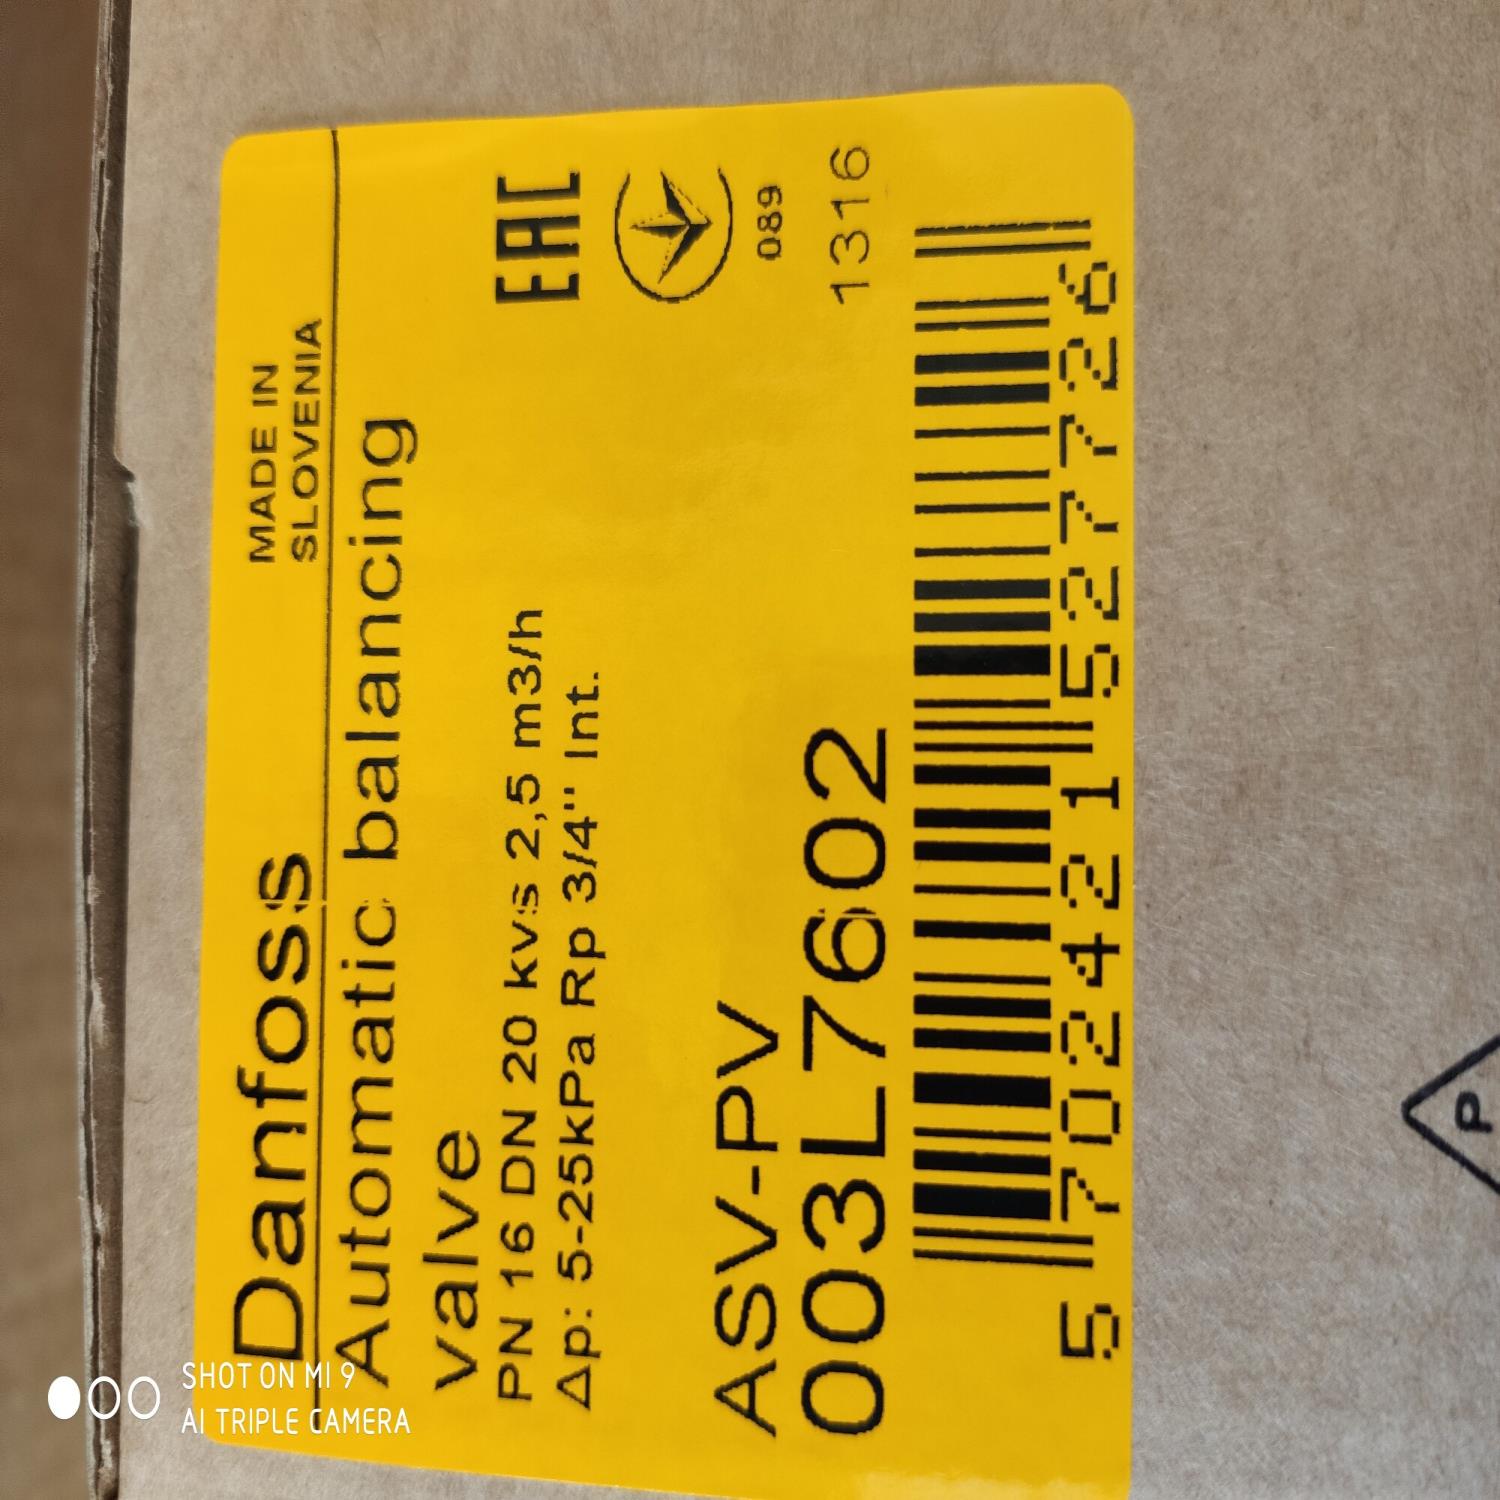 Danfoss
MADE IN
SLOVENIA
Automatic balancing
valve
PN 16 DN 20 kvs 2,5 m3/h
Δp: 5-25kPa Rp 3/4" Int.
EAC
089
1316
ASV-PV
003L7602
5 702421 527726
P
SHOT ON MI 9
AI TRIPLE CAMERA